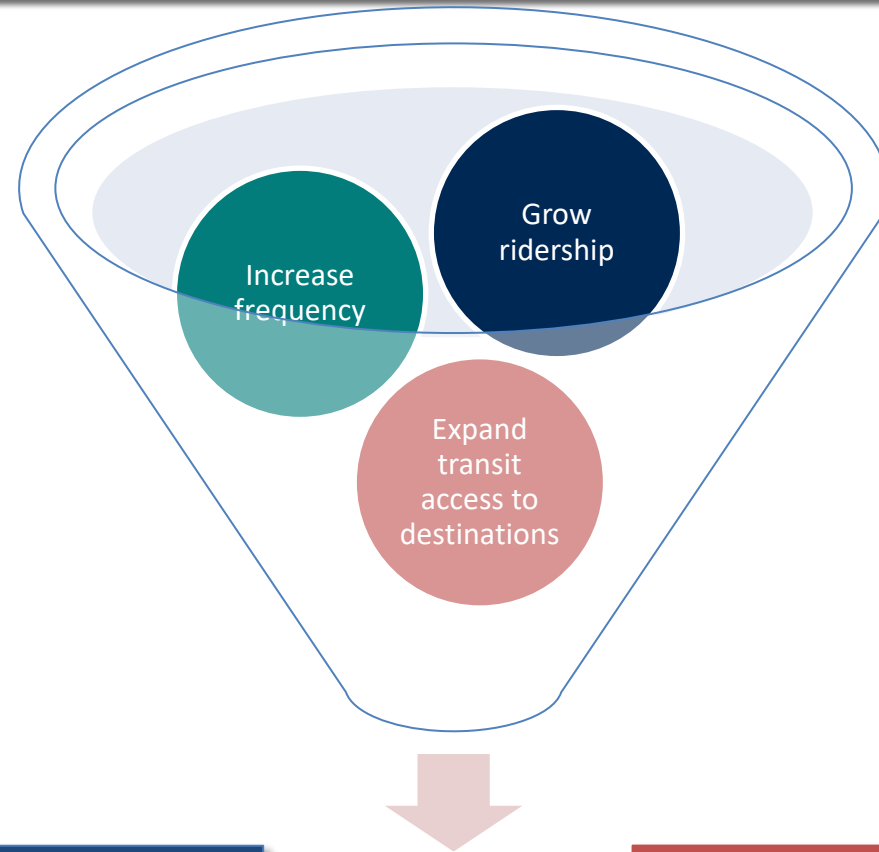 Grow
ridership
Increase
frequency
Expand
transit
access to
destinations